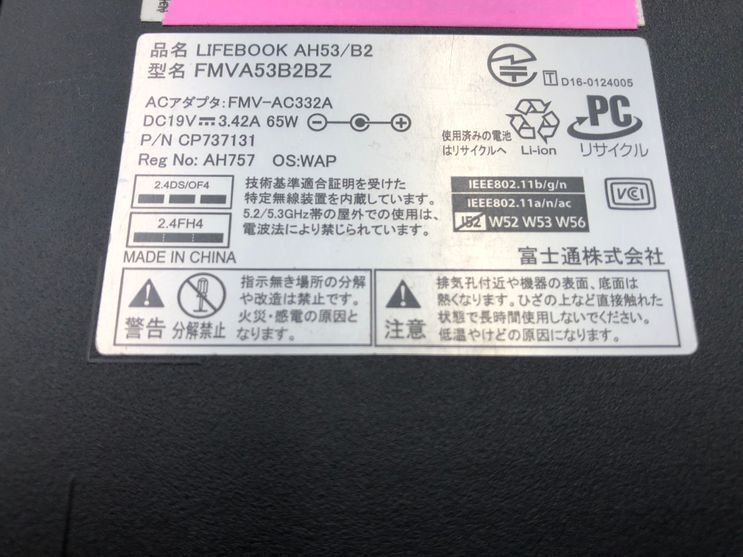 品名 LIFEBOOK AH53/B2
型名 FMVA53B2BZ
T D16-0124005
ACアダプタ:FMV-AC332A
DC19V 3.42A 65W
P/N CP737131
Reg No: AH757 OS:WAP
使用済みの電池
はリサイクルへ
Li-ion
PC
リサイクル
2.4DS/OF4
2.4FH4
技術基準適合証明を受けた
特定無線装置を内蔵しています。
5.2/5.3GHz帯の屋外での使用は、
電波法により禁じられています。
IEEE802.11b/g/n
IEEE802.11a/n/ac
J52 W52 W53 W56
VCI
MADE IN CHINA
富士通株式会社
警告
分解禁止
指示無き場所の分解
や改造は禁止です。
火災・感電の原因と
なります。
注意
排気孔付近や機器の表面、底面は
熱くなります。ひざの上など直接触れた
状態で長時間使用しないでください。
低温やけどの原因になります。